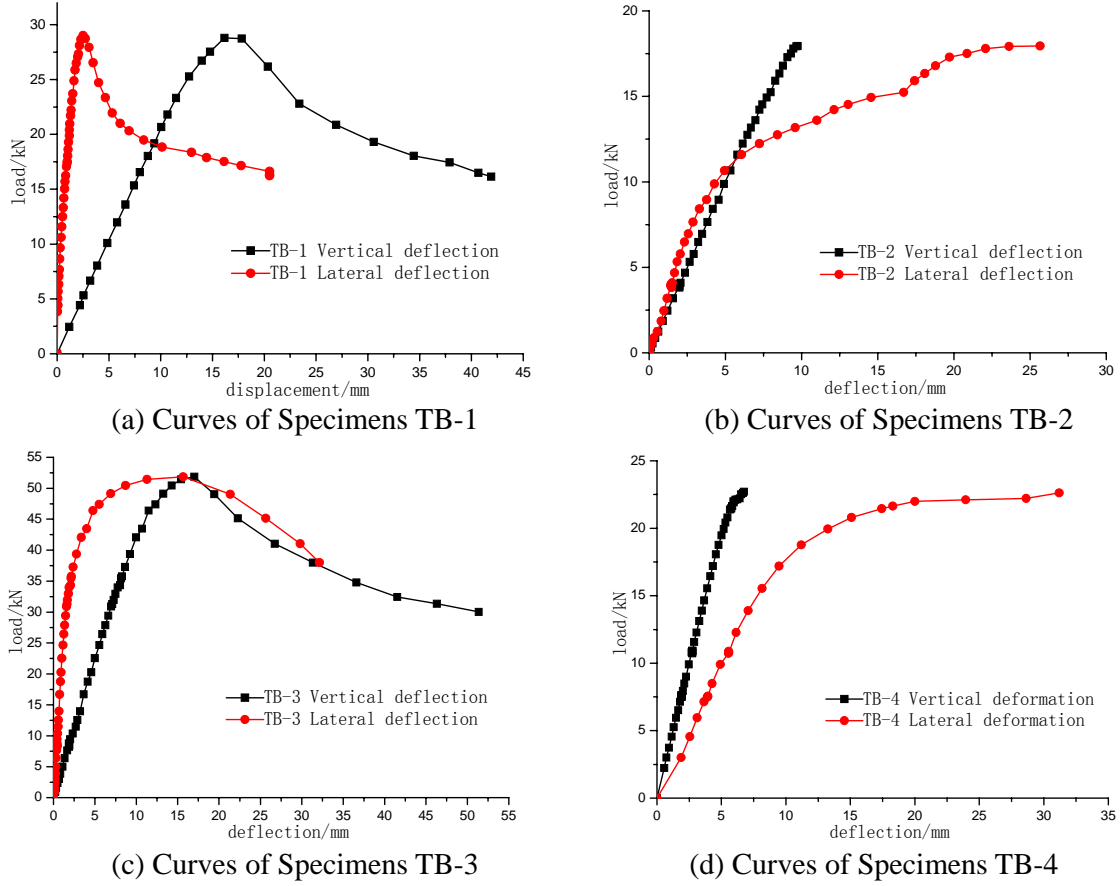 load/kN
30
25
20
15
10
5
0
TB-1 Vertical deflection
TB-1 Lateral deflection
0 5 10 15 20 25 30 35 40 45
displacement/mm
(a) Curves of Specimens TB-1
load/kN
20
15
10
5
0
TB-2 Vertical deflection
TB-2 Lateral deflection
0 5 10 15 20 25 30
deflection/mm
(b) Curves of Specimens TB-2
load/kN
55
50
45
40
35
30
25
20
15
10
5
0
TB-3 Vertical deflection
TB-3 Lateral deflection
0 5 10 15 20 25 30 35 40 45 50 55
deflection/mm
(c) Curves of Specimens TB-3
load/kN
25
20
15
10
5
0
TB-4 Vertical deformation
TB-4 Lateral deformation
0 5 10 15 20 25 30 35
deflection/mm
(d) Curves of Specimens TB-4